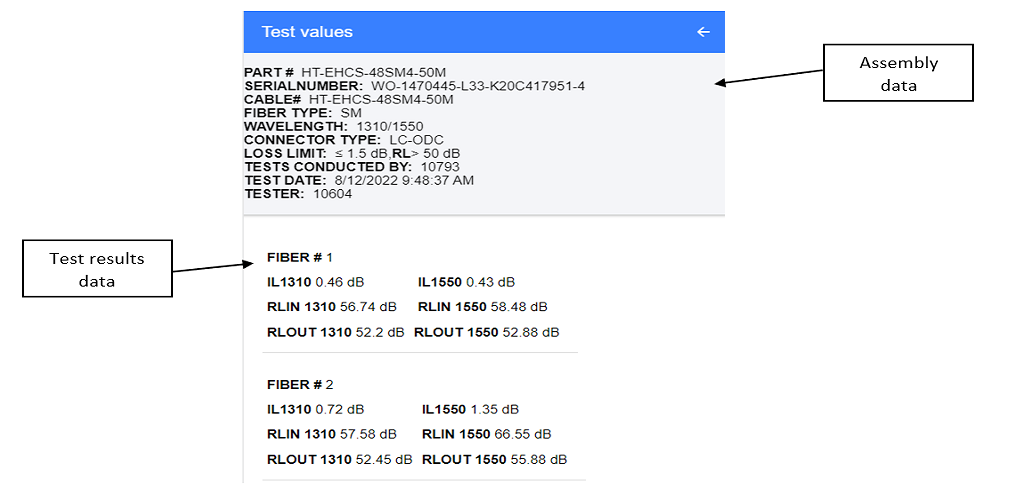 Test values ←
Assembly
data
PART # HT-EHCS-48SM4-50M
SERIALNUMBER: WO-1470445-L33-K20C417951-4
CABLE# HT-EHCS-48SM4-50M
FIBER TYPE: SM
WAVELENGTH: 1310/1550
CONNECTOR TYPE: LC-ODC
LOSS LIMIT: ≤ 1.5 dB,RL> 50 dB
TESTS CONDUCTED BY: 10793
TEST DATE: 8/12/2022 9:48:37 AM
TESTER: 10604
Test results
data
FIBER # 1
IL1310 0.46 dB IL1550 0.43 dB
RLIN 1310 56.74 dB RLIN 1550 58.48 dB
RLOUT 1310 52.2 dB RLOUT 1550 52.88 dB
FIBER # 2
IL1310 0.72 dB IL1550 1.35 dB
RLIN 1310 57.58 dB RLIN 1550 66.55 dB
RLOUT 1310 52.45 dB RLOUT 1550 55.88 dB